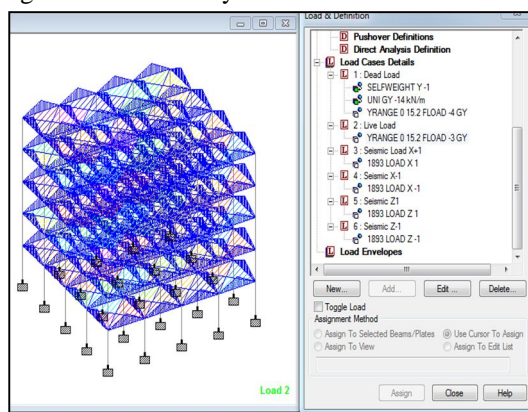 Load & Definition
Pushover Definitions
Direct Analysis Definition
Load Cases Details
1 : Dead Load
SELFWEIGHT Y -1
UNI GY -14 kN/m
YRANGE 0 15.2 FLOAD -4 GY
2 : Live Load
YRANGE 0 15.2 FLOAD -3 GY
3 : Seismic Load X+1
1893 LOAD X 1
4 : Seismic X-1
1893 LOAD X -1
5 : Seismic Z1
1893 LOAD Z 1
6 : Seismic Z-1
1893 LOAD Z -1
Load Envelopes
New... Add... Edit ... Delete...
Toggle Load
Assignment Method
Assign To Selected Beams/Plates Use Cursor To Assign
Assign To View Assign To Edit List
Assign Close Help
Load 2